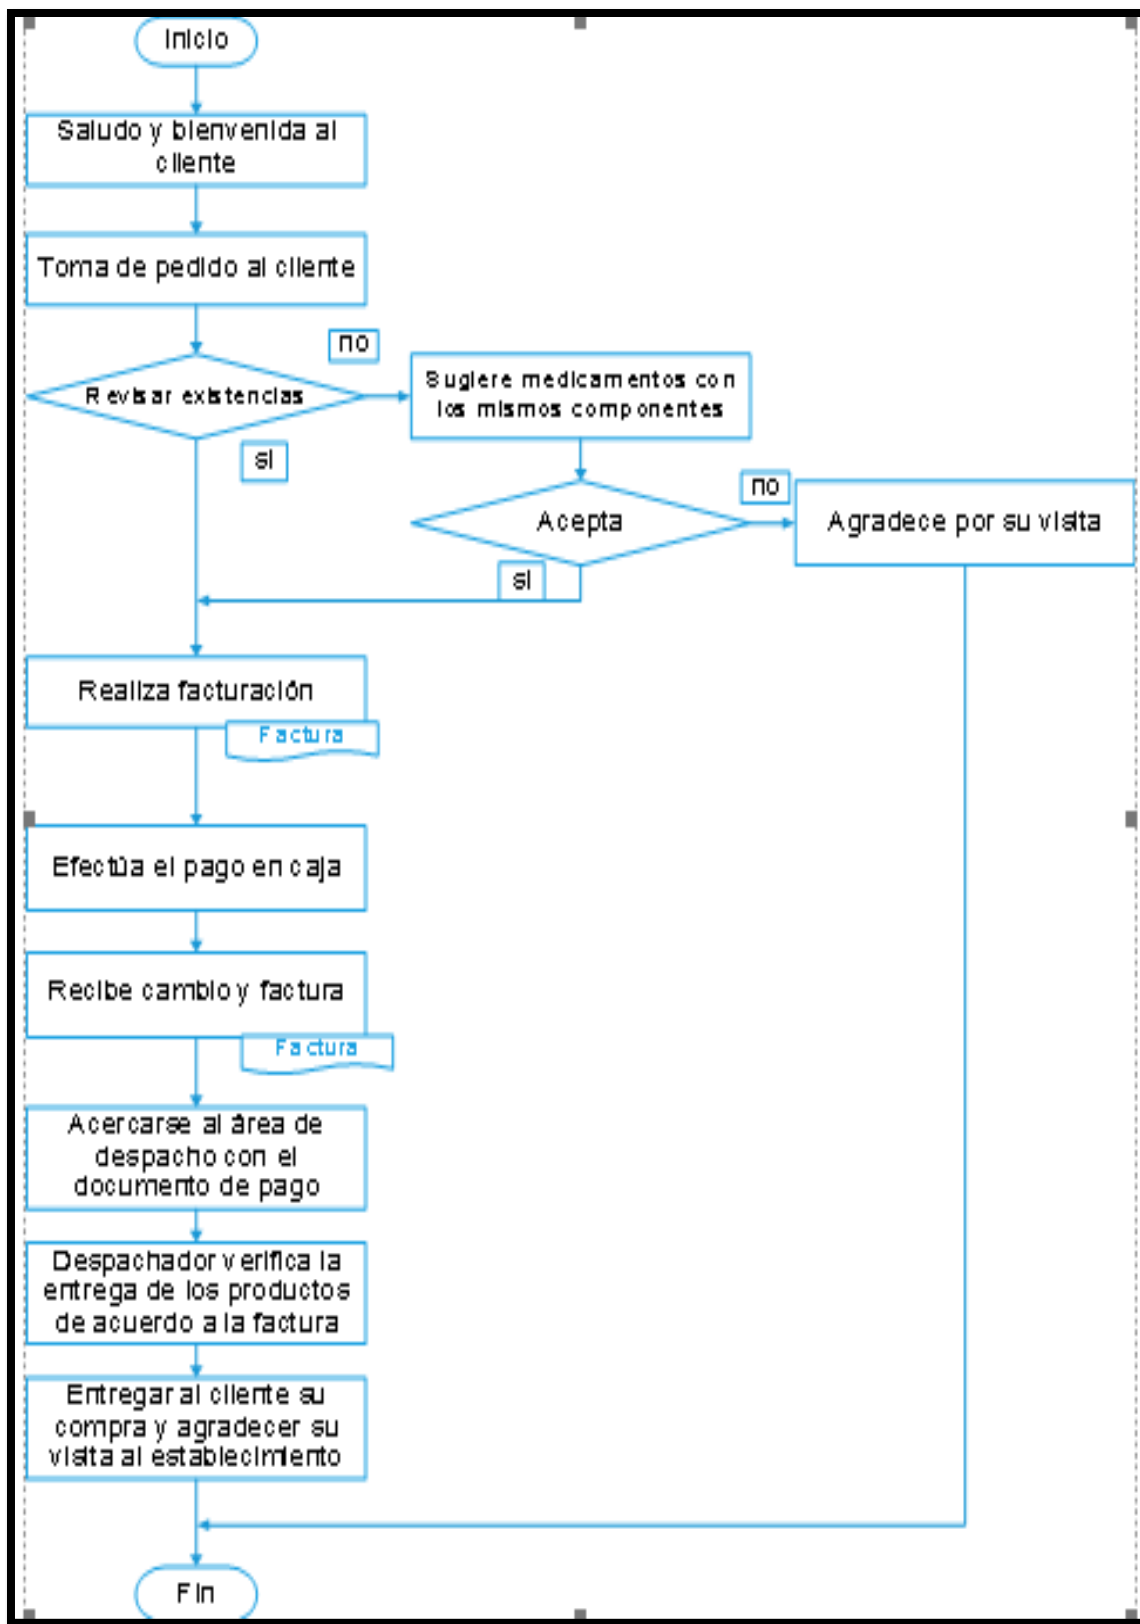 Inicio
Saludo y bienvenida al
cliente
Toma de pedido al cliente
no
Revisar existencias
Sugiere medicamentos con
los mismos componentes
si
no
Acepta
Agradece por su visita
si
Realiza facturación
Factura
Efectúa el pago en caja
Recibe cambio y factura
Factura
Acercarse al área de
despacho con el
documento de pago
Despachador verifica la
entrega de los productos
de acuerdo a la factura
Entregar al cliente su
compra y agradecer su
visita al establecimiento
Fin